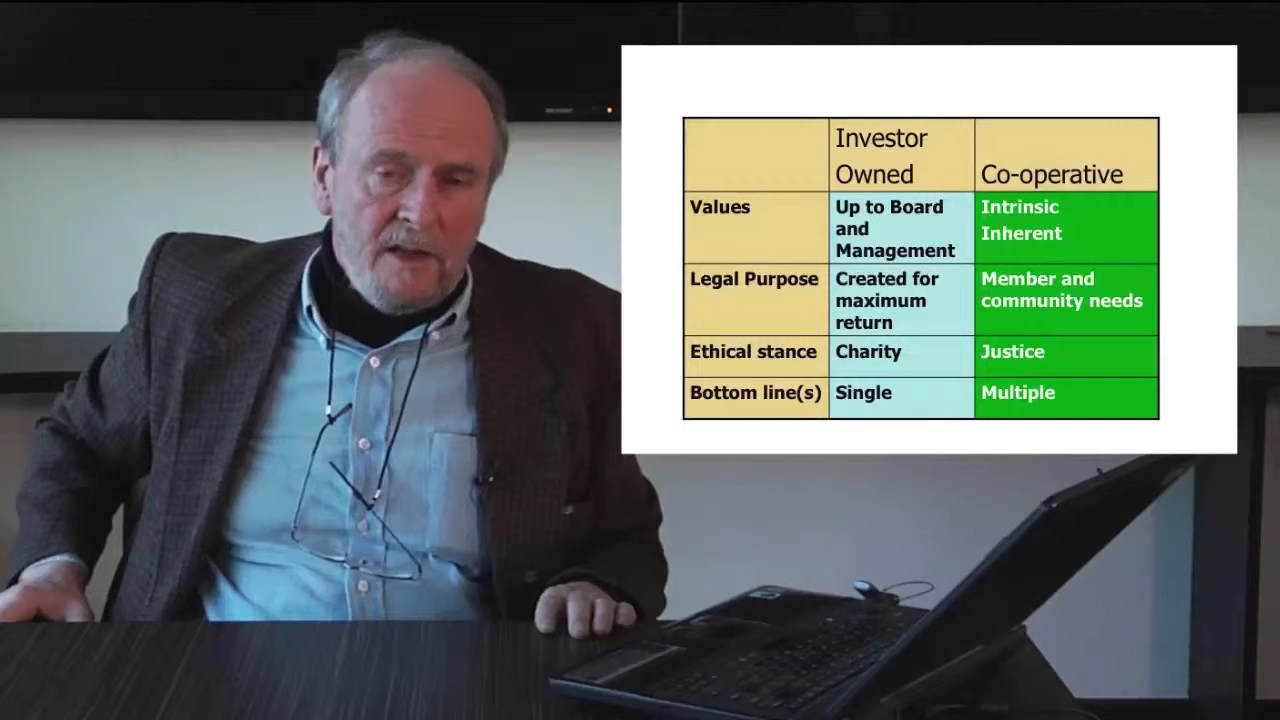 Investor
Owned
Co-operative
Values
Up to Board
and
Management
Intrinsic
Inherent
Legal Purpose
Created for
maximum
return
Member and
community needs
Ethical stance
Charity
Justice
Bottom line(s)
Single
Multiple